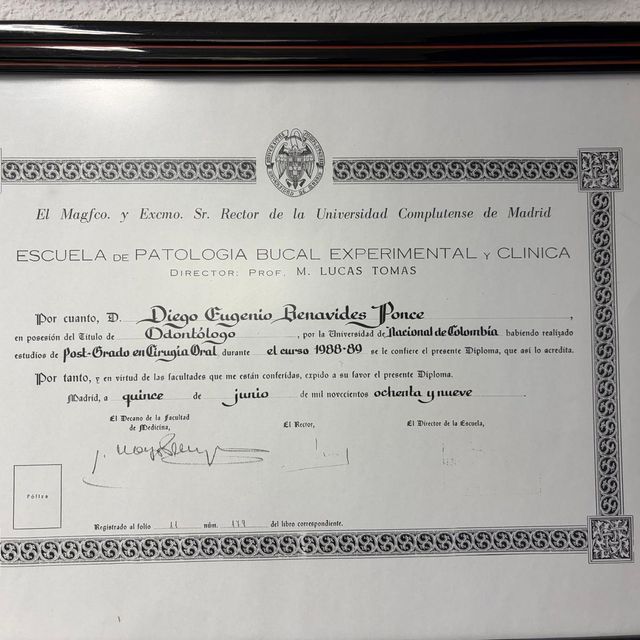 El Magfco. y Excmo. Sr. Rector de la Universidad Complutense de Madrid
ESCUELA DE PATOLOGIA BUCAL EXPERIMENTAL Y CLINICA
DIRECTOR: PROF. M. LUCAS TOMAS
Por cuanto, D. Diego Eugenio Benavides Ponce,
en posesión del Titulo de Odontólogo, por la Universidad de Nacional de Colombia habiendo realizado
estudios de Post-Grado en Cirugia Oral durante el curso 1988-89 se le confiere el presente Diploma, que así lo acredita.
Por tanto, y en virtud de las facultades que me están conferidas, expido a su favor el presente Diploma.
Madrid, a quince de junio de mil novecientos ochenta y nueve.
El Decano de la Facultad de Medicina,
El Rector,
El Director de la Escuela,
Póliza
Registrado al folio 11 núm. 179 del libro correspondiente.